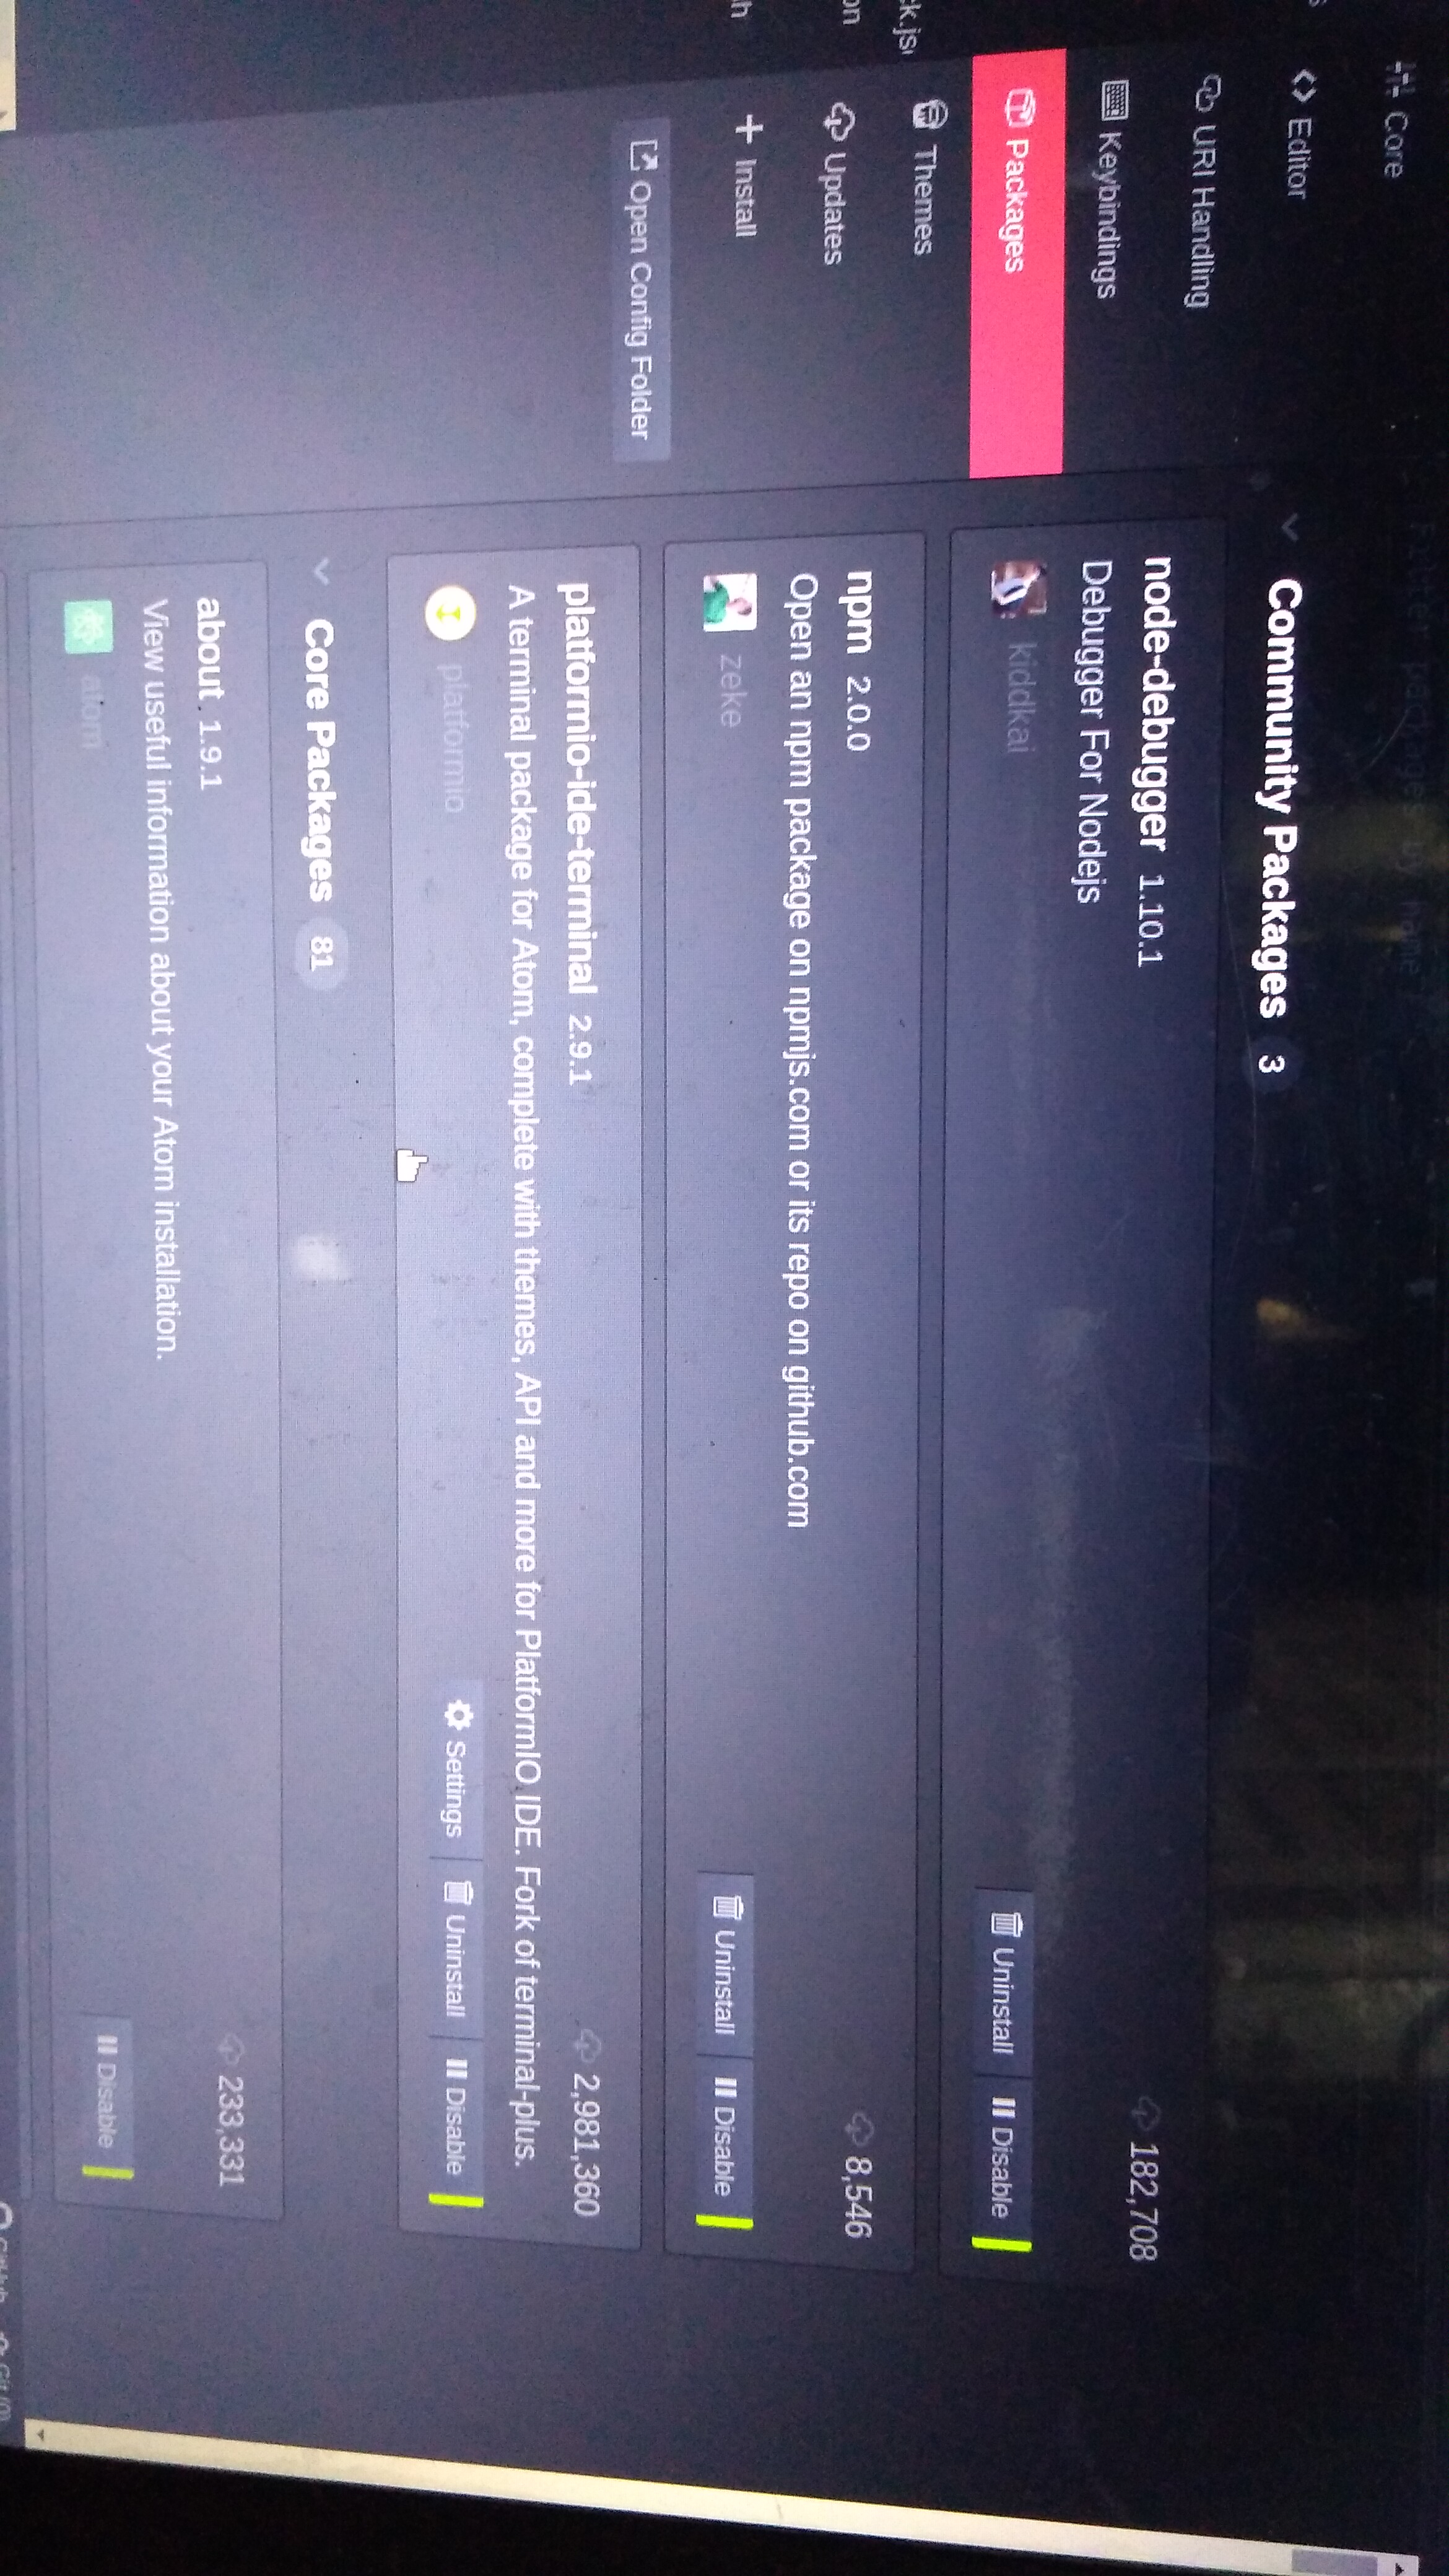 Core
Editor
URI Handling
Keybindings
Packages
Themes
Updates
Install
Open Config Folder
Community Packages 3
node-debugger 1.10.1
182,708
Debugger For Nodejs
kiddkai
Uninstall
Disable
npm 2.0.0
8,546
Open an npm package on npmjs.com or its repo on github.com
zeke
Uninstall
Disable
platformio-ide-terminal 2.9.1
2,981,360
A terminal package for Atom, complete with themes, API and more for PlatformIO IDE. Fork of terminal-plus.
platformio
Settings
Uninstall
Disable
Core Packages 81
about 1.9.1
233,331
View useful information about your Atom installation.
atom
Disable
GitHub
Git (0)